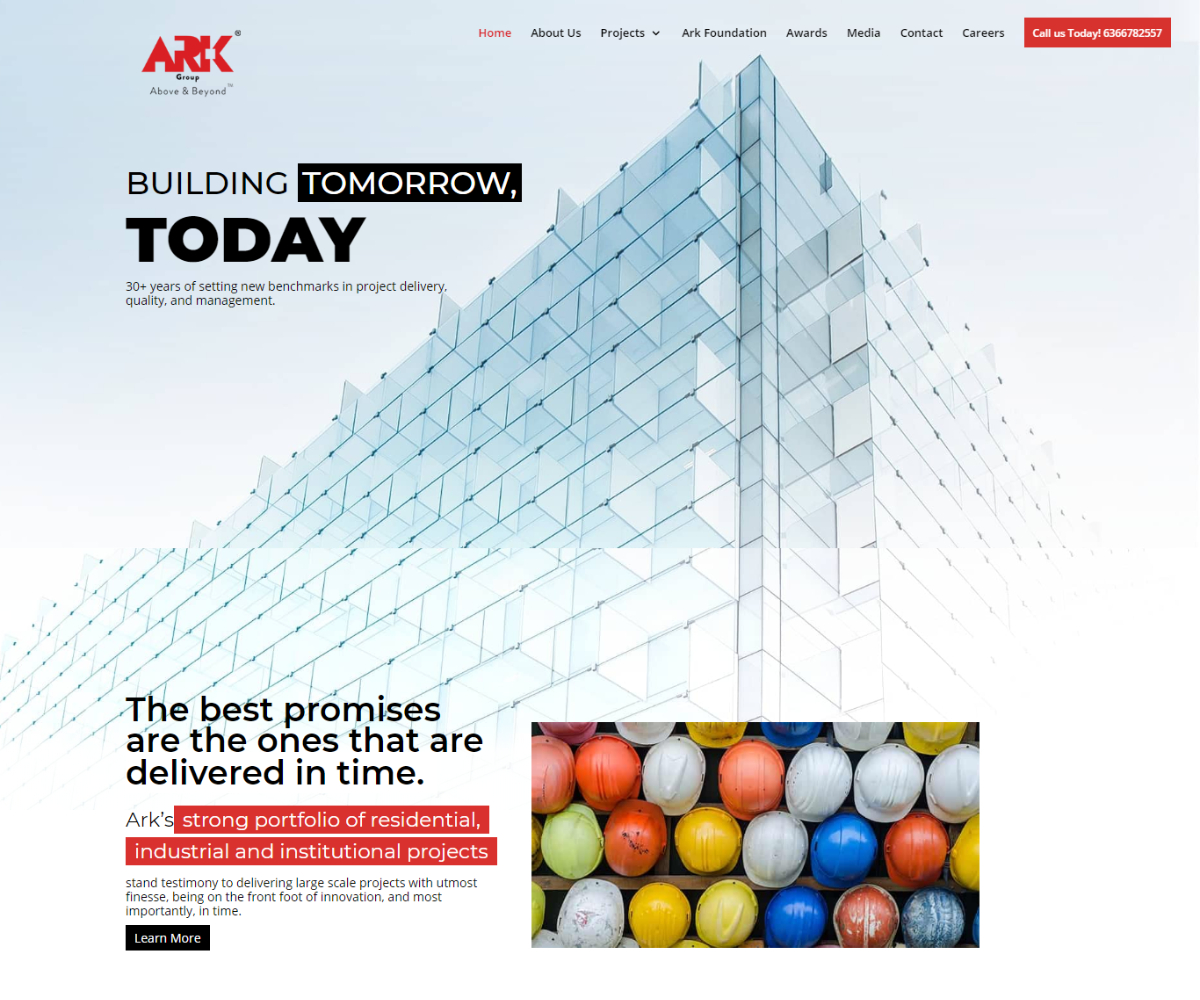 ARK®
Group
Above & Beyond™
Home About Us Projects Ark Foundation Awards Media Contact Careers Call us Today! 6366782557
BUILDING TOMORROW,
TODAY
30+ years of setting new benchmarks in project delivery,
quality, and management.
The best promises
are the ones that are
delivered in time.
Ark’s strong portfolio of residential,
industrial and institutional projects
stand testimony to delivering large scale projects with utmost
finesse, being on the front foot of innovation, and most
importantly, in time.
Learn More